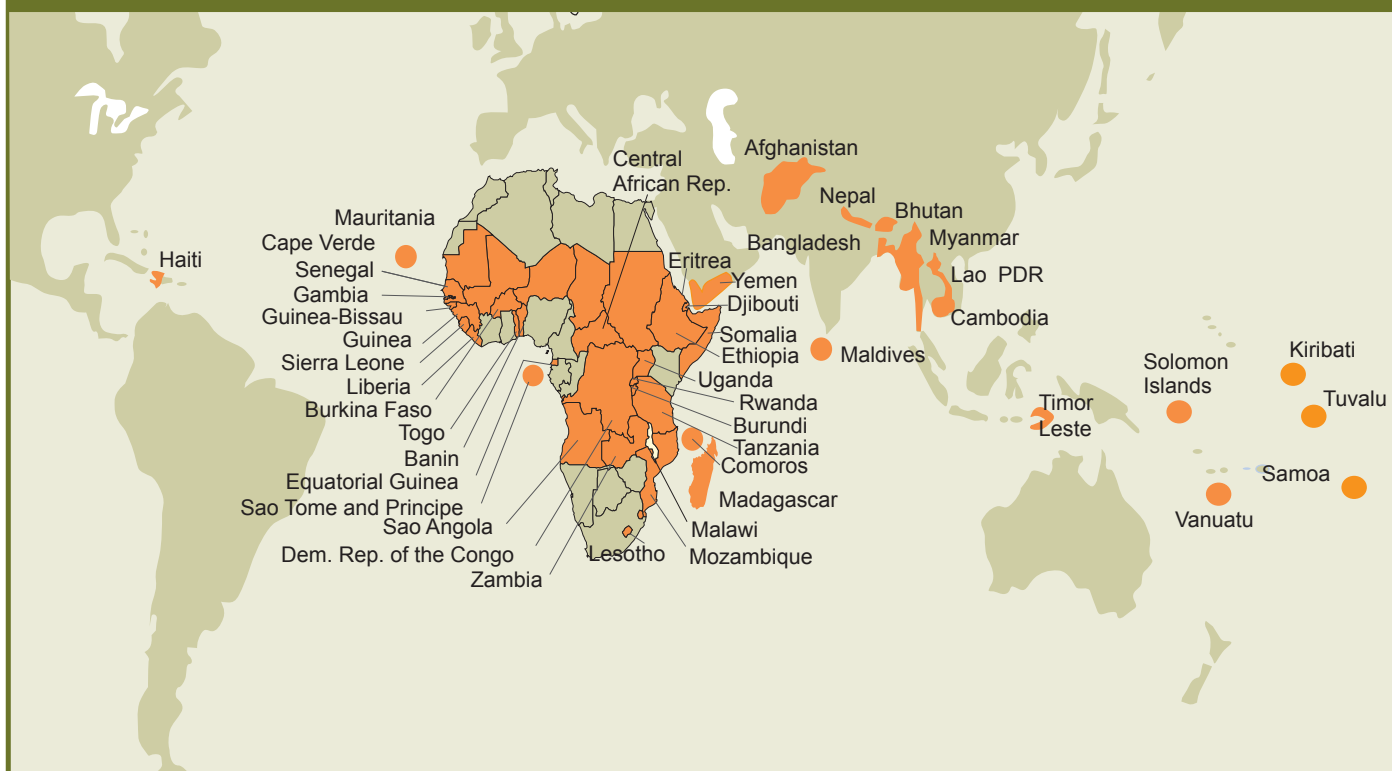 Haiti
Mauritania
Cape Verde
Senegal
Gambia
Guinea-Bissau
Guinea
Sierra Leone
Liberia
Burkina Faso
Togo
Banin
Equatorial Guinea
Sao Tome and Principe
Sao Angola
Dem. Rep. of the Congo
Zambia
Central
African Rep.
Eritrea
Yemen
Djibouti
Somalia
Ethiopia
Uganda
Rwanda
Burundi
Tanzania
Comoros
Madagascar
Malawi
Mozambique
Lesotho
Afghanistan
Nepal
Bhutan
Bangladesh
Myanmar
Lao PDR
Cambodia
Maldives
Timor
Leste
Solomon
Islands
Kiribati
Tuvalu
Samoa
Vanuatu